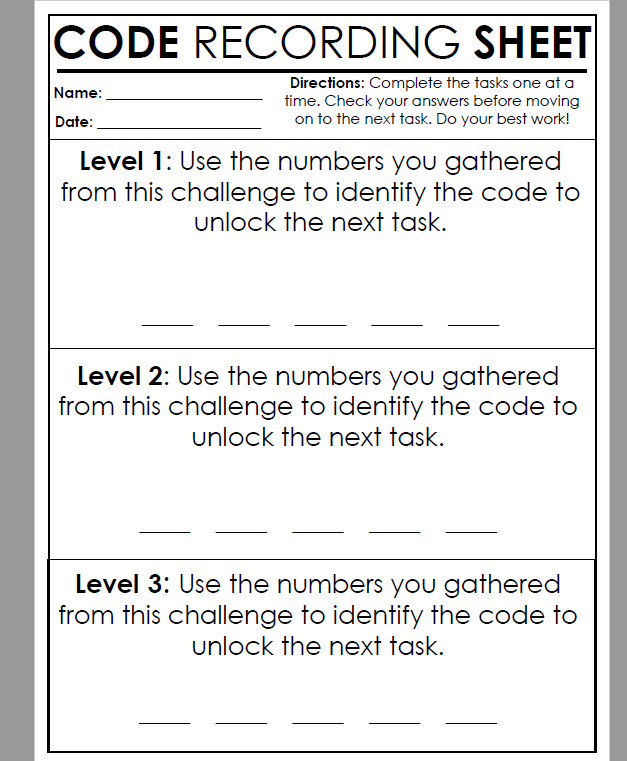 CODE RECORDING SHEET
Name: ____________________
Directions: Complete the tasks one at a
time. Check your answers before moving
on to the next task. Do your best work!
Date: _____________________
Level 1: Use the numbers you gathered
from this challenge to identify the code to
unlock the next task.
____ ____ ____ ____ ____
Level 2: Use the numbers you gathered
from this challenge to identify the code to
unlock the next task.
____ ____ ____ ____ ____
Level 3: Use the numbers you gathered
from this challenge to identify the code to
unlock the next task.
____ ____ ____ ____ ____